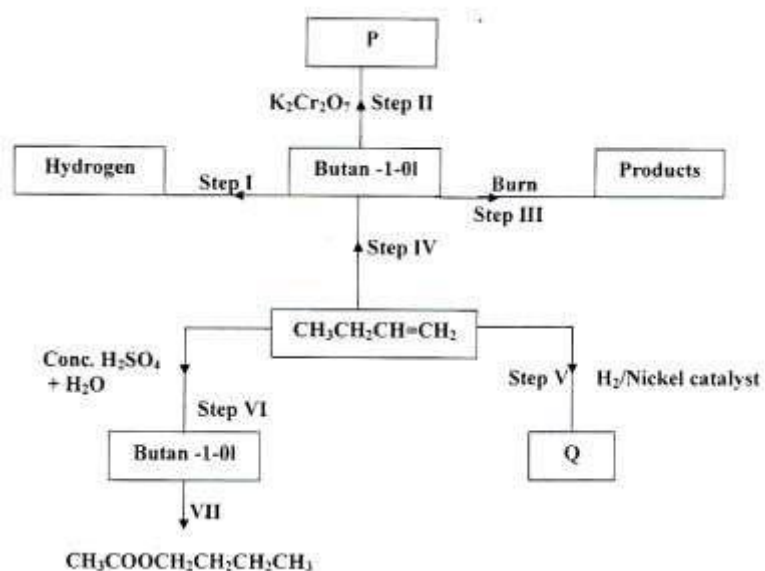 P
K₂Cr₂O₇ Step II
Hydrogen
Step I
Butan -1-0l
Burn
Step III
Products
Step IV
CH₃CH₂CH=CH₂
Conc. H₂SO₄
+ H₂O
Step VI
Step V
H₂/Nickel catalyst
Butan -1-0l
Q
VII
CH₃COOCH₂CH₂CH₂CH₃